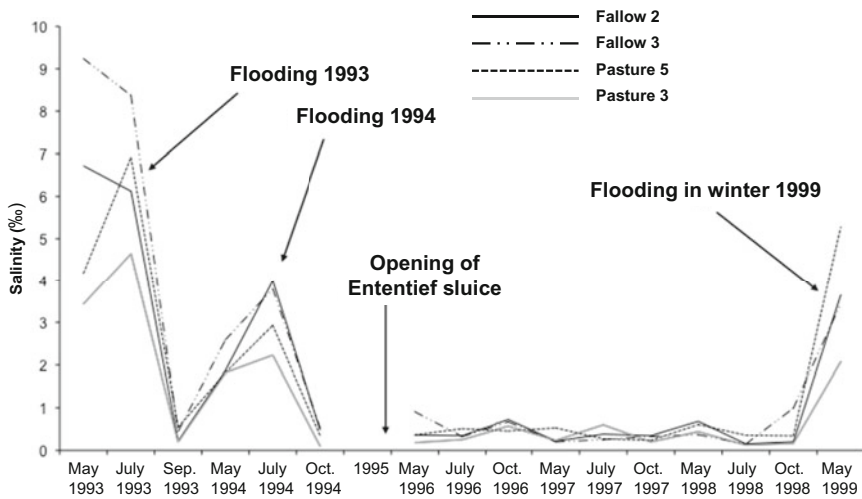 Fallow 2
Fallow 3
Pasture 5
Pasture 3
Flooding 1993
Flooding 1994
Flooding in winter 1999
Opening of
Ententief sluice
Salinity (‰)
10
9
8
7
6
5
4
3
2
1
0
May July Sep. May July Oct. 1995 May July Oct. May July Oct. May July Oct. May
1993 1993 1993 1994 1994 1994 1996 1996 1996 1997 1997 1997 1998 1998 1998 1999